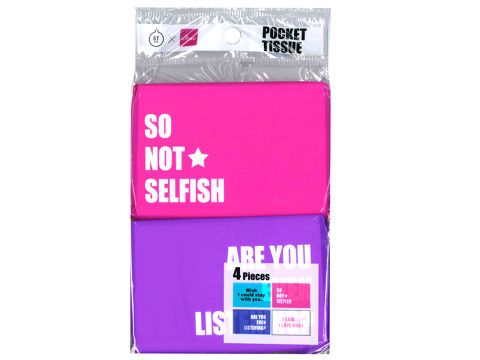 POCKET
TISSUE
SO
NOT★
SELFISH
ARE YOU
LIS
4 Pieces
Wish
I could stay
with you.
SO
NOT★
SELFISH
ARE YOU
EVEN
LISTENING?
I LOVE YOU!